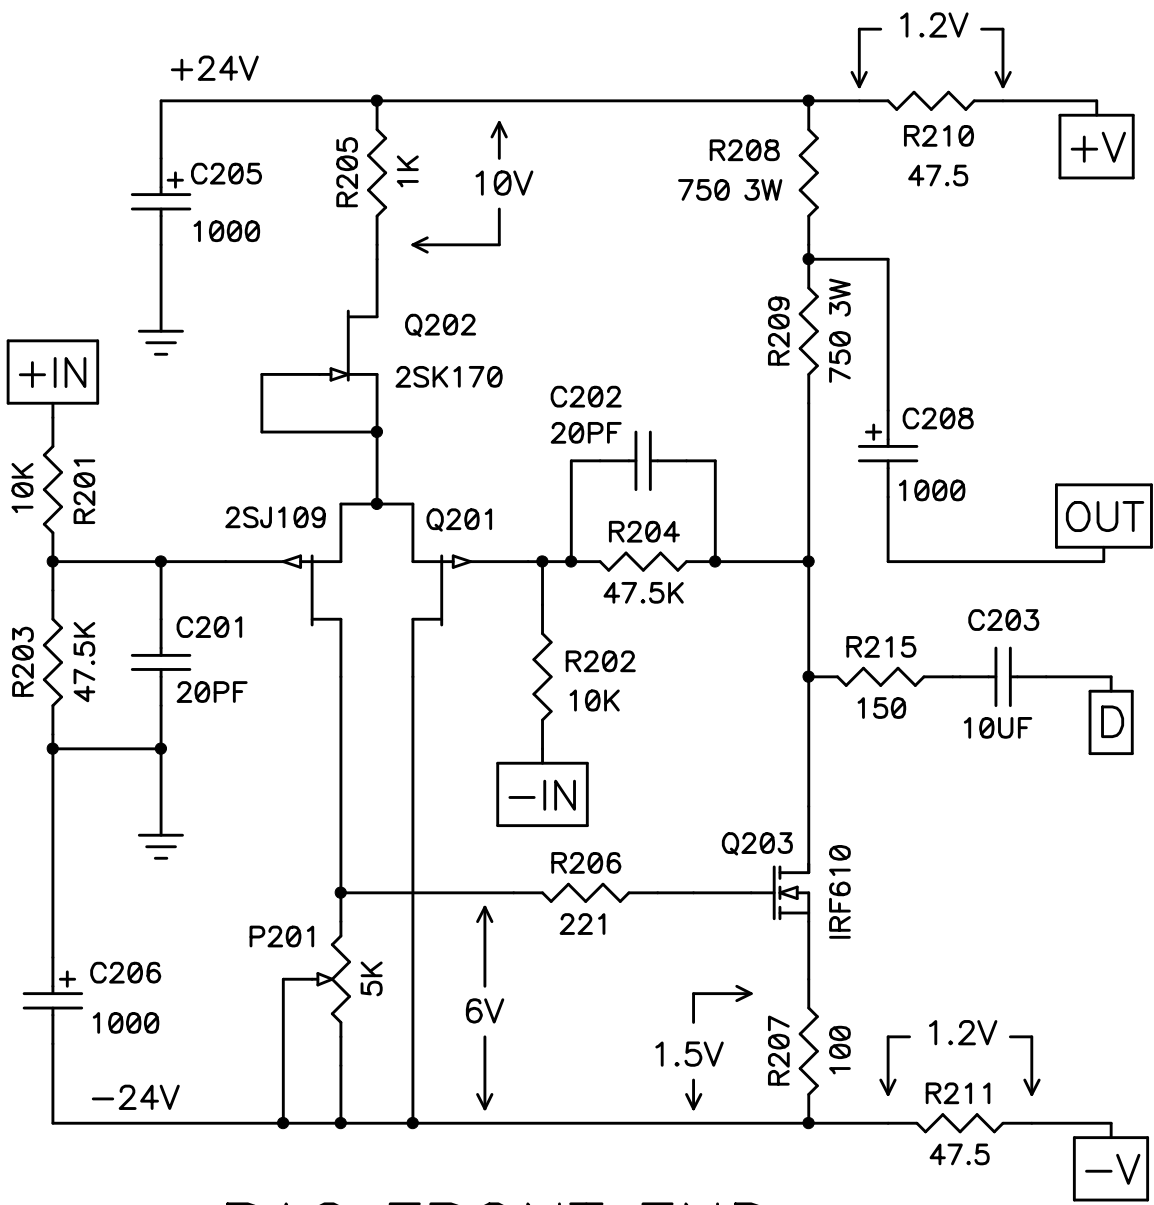 1.2V
+24V
R210
47.5
+V
R205
1K
10V
R208
750 3W
+ C205
1000
R209
750 3W
Q202
2SK170
+IN
C202
20PF
+ C208
1000
10K
R201
2SJ109
Q201
R204
47.5K
OUT
R203
47.5K
C201
20PF
R202
10K
R215
150
C203
10UF
D
-IN
Q203
IRF610
R206
221
P201
5K
+ C206
1000
6V
1.5V
R207
100
1.2V
-24V
R211
47.5
-V